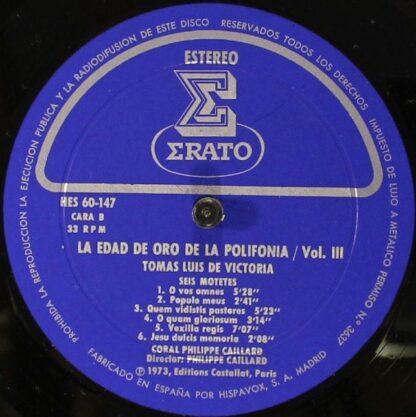 PROHIBIDA LA REPRODUCCION LA EJECUCION PUBLICA Y LA RADIODIFUSION DE ESTE DISCO RESERVADOS TODOS LOS DERECHOS IMPUESTO DE LUJO A METALICO PERMISO N.º 3637
ESTEREO
Σ
ΣRATO
HES 60-147
CARA B
33 RPM
LA EDAD DE ORO DE LA POLIFONIA / Vol. III
TOMAS LUIS DE VICTORIA
SEIS MOTETES
1. O vos omnes 5'28"
2. Populo meus 2'41"
3. Quem vidistis pastores 5'23"
4. O quam gloriosum 3'14"
5. Vexilla regis 7'07"
6. Jesu dulcis memoria 2'08"
CORAL PHILIPPE CAILLARD
Director: PHILIPPE CAILLARD
Ⓟ 1973, Editions Costallat, Paris
FABRICADO EN ESPAÑA POR HISPAVOX, S. A. MADRID